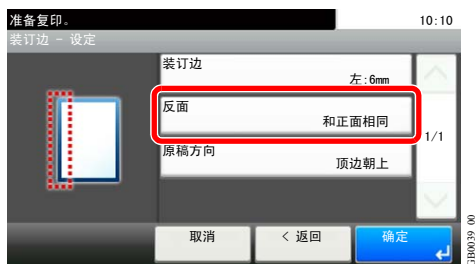 准备复印。
10:10
装订边 - 设定
装订边
左:6mm
反面
和正面相同
1/1
原稿方向
顶边朝上
取消
< 返回
确定
GB0039_00